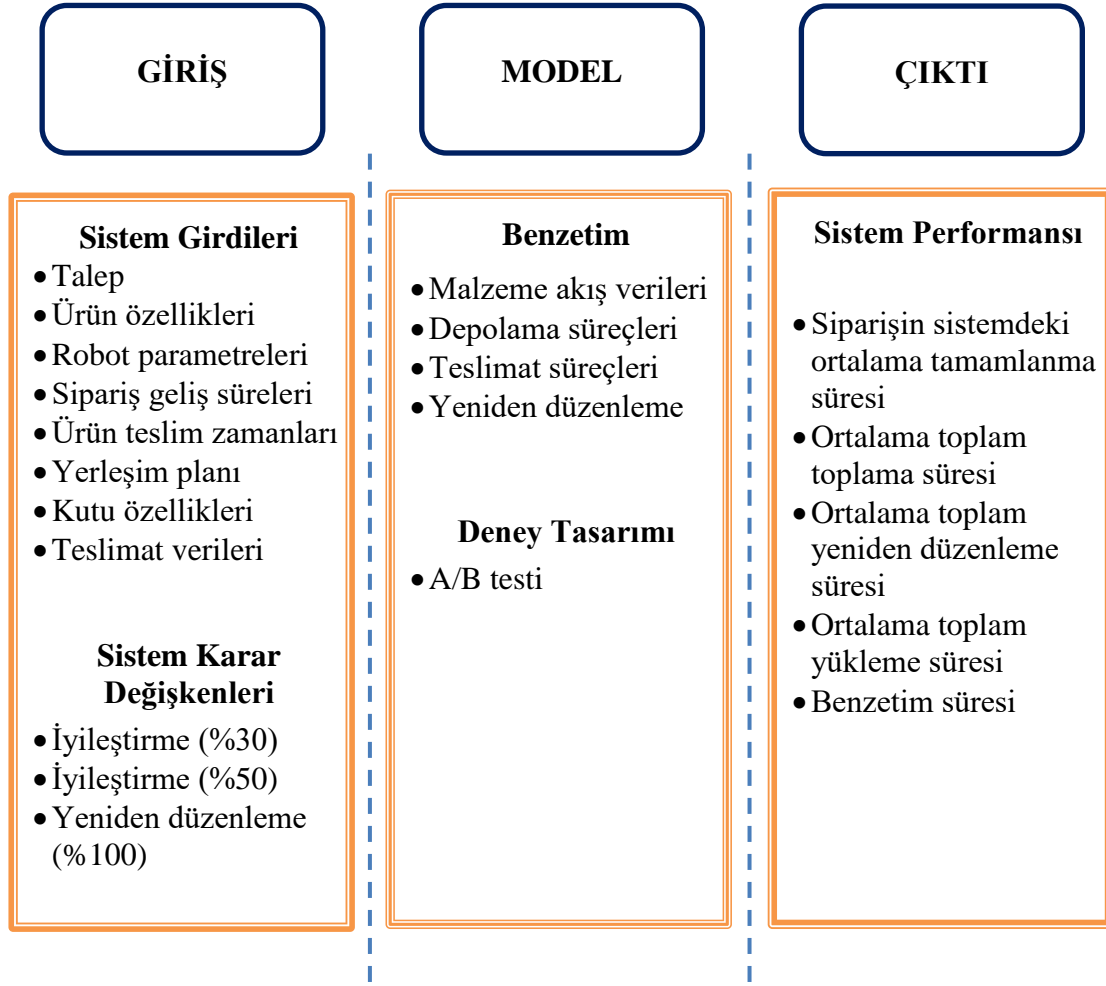 GİRİŞ
MODEL
ÇIKTI
Sistem Girdileri
• Talep
• Ürün özellikleri
• Robot parametreleri
• Sipariş geliş süreleri
• Ürün teslim zamanları
• Yerleşim planı
• Kutu özellikleri
• Teslimat verileri
Sistem Karar
Değişkenleri
• İyileştirme (%30)
• İyileştirme (%50)
• Yeniden düzenleme
(%100)
Benzetim
• Malzeme akış verileri
• Depolama süreçleri
• Teslimat süreçleri
• Yeniden düzenleme
Deney Tasarımı
• A/B testi
Sistem Performansı
• Siparişin sistemdeki
ortalama tamamlanma
süresi
• Ortalama toplam
toplama süresi
• Ortalama toplam
yeniden düzenleme
süresi
• Ortalama toplam
yükleme süresi
• Benzetim süresi